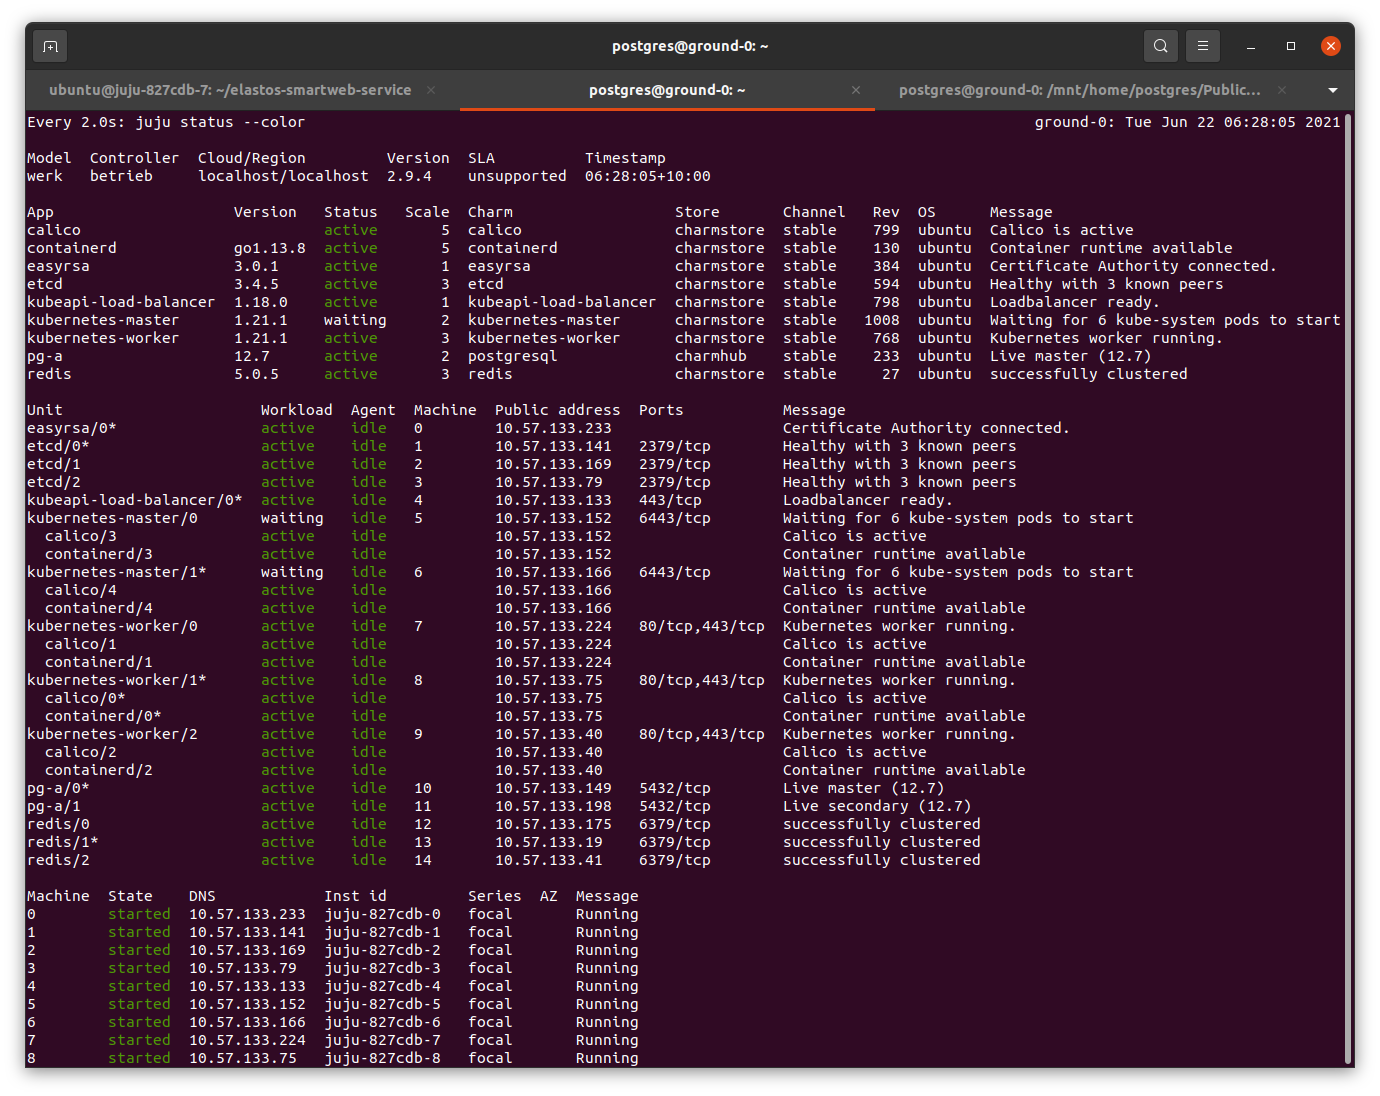 postgres@ground-0: ~
ubuntu@juju-827cdb-7: ~/elastos-smartweb-service
postgres@ground-0: ~
postgres@ground-0: /mnt/home/postgres/Public...
Every 2.0s: juju status --color ground-0: Tue Jun 22 06:28:05 2021
Model Controller Cloud/Region Version SLA Timestamp
werk betrieb localhost/localhost 2.9.4 unsupported 06:28:05+10:00
App Version Status Scale Charm Store Channel Rev OS Message
calico active 5 calico charmstore stable 799 ubuntu Calico is active
containerd go1.13.8 active 5 containerd charmstore stable 130 ubuntu Container runtime available
easyrsa 3.0.1 active 1 easyrsa charmstore stable 384 ubuntu Certificate Authority connected.
etcd 3.4.5 active 3 etcd charmstore stable 594 ubuntu Healthy with 3 known peers
kubeapi-load-balancer 1.18.0 active 1 kubeapi-load-balancer charmstore stable 798 ubuntu Loadbalancer ready.
kubernetes-master 1.21.1 waiting 2 kubernetes-master charmstore stable 1008 ubuntu Waiting for 6 kube-system pods to start
kubernetes-worker 1.21.1 active 3 kubernetes-worker charmstore stable 768 ubuntu Kubernetes worker running.
pg-a 12.7 active 2 postgresql charmhub stable 233 ubuntu Live master (12.7)
redis 5.0.5 active 3 redis charmstore stable 27 ubuntu successfully clustered
Unit Workload Agent Machine Public address Ports Message
easyrsa/0* active idle 0 10.57.133.233 Certificate Authority connected.
etcd/0* active idle 1 10.57.133.141 2379/tcp Healthy with 3 known peers
etcd/1 active idle 2 10.57.133.169 2379/tcp Healthy with 3 known peers
etcd/2 active idle 3 10.57.133.79 2379/tcp Healthy with 3 known peers
kubeapi-load-balancer/0* active idle 4 10.57.133.133 443/tcp Loadbalancer ready.
kubernetes-master/0 waiting idle 5 10.57.133.152 6443/tcp Waiting for 6 kube-system pods to start
calico/3 active idle 10.57.133.152 Calico is active
containerd/3 active idle 10.57.133.152 Container runtime available
kubernetes-master/1* waiting idle 6 10.57.133.166 6443/tcp Waiting for 6 kube-system pods to start
calico/4 active idle 10.57.133.166 Calico is active
containerd/4 active idle 10.57.133.166 Container runtime available
kubernetes-worker/0 active idle 7 10.57.133.224 80/tcp,443/tcp Kubernetes worker running.
calico/1 active idle 10.57.133.224 Calico is active
containerd/1 active idle 10.57.133.224 Container runtime available
kubernetes-worker/1* active idle 8 10.57.133.75 80/tcp,443/tcp Kubernetes worker running.
calico/0* active idle 10.57.133.75 Calico is active
containerd/0* active idle 10.57.133.75 Container runtime available
kubernetes-worker/2 active idle 9 10.57.133.40 80/tcp,443/tcp Kubernetes worker running.
calico/2 active idle 10.57.133.40 Calico is active
containerd/2 active idle 10.57.133.40 Container runtime available
pg-a/0* active idle 10 10.57.133.149 5432/tcp Live master (12.7)
pg-a/1 active idle 11 10.57.133.198 5432/tcp Live secondary (12.7)
redis/0 active idle 12 10.57.133.175 6379/tcp successfully clustered
redis/1* active idle 13 10.57.133.19 6379/tcp successfully clustered
redis/2 active idle 14 10.57.133.41 6379/tcp successfully clustered
Machine State DNS Inst id Series AZ Message
0 started 10.57.133.233 juju-827cdb-0 focal Running
1 started 10.57.133.141 juju-827cdb-1 focal Running
2 started 10.57.133.169 juju-827cdb-2 focal Running
3 started 10.57.133.79 juju-827cdb-3 focal Running
4 started 10.57.133.133 juju-827cdb-4 focal Running
5 started 10.57.133.152 juju-827cdb-5 focal Running
6 started 10.57.133.166 juju-827cdb-6 focal Running
7 started 10.57.133.224 juju-827cdb-7 focal Running
8 started 10.57.133.75 juju-827cdb-8 focal Running